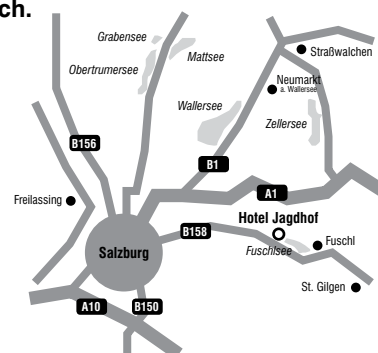 ch.
Grabensee
Mattsee
Straßwalchen
Obertrumersee
Neumarkt
a. Wallersee
Wallersee
Zellersee
B156
B1
A1
Freilassing
Hotel Jagdhof
B158
Fuschl
Salzburg
Fuschlsee
St. Gilgen
A10
B150